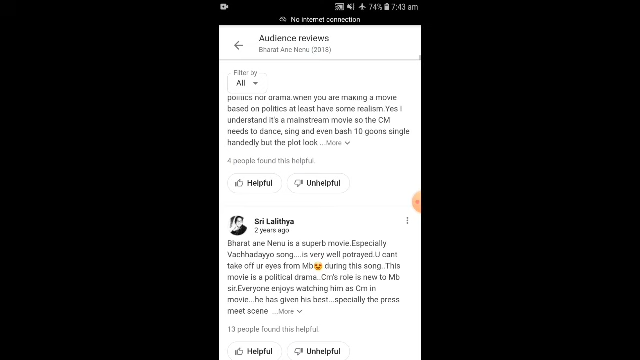 74% 7:43 am
No internet connection
Audience reviews
Bharat Ane Nenu (2018)
Filter by
All
politics nor drama.when you are making a movie
based on politics at least have some realism.Yes i
understand it's a mainstream movie so the CM
needs to dance, sing and even bash 10 goons single
handedly but the plot look ...More
4 people found this helpful.
Helpful Unhelpful
Sri Lalithya
2 years ago
Bharat ane Nenu is a superb movie.Especially
Vachhadayyo song....is very well potrayed.U cant
take off ur eyes from Mb😍 during this song..This
movie is a political drama..Cm's role is new to Mb
sir.Everyone enjoys watching him as Cm in
movie...he has given his best...specially the press
meet scene ...More
13 people found this helpful.
Helpful Unhelpful